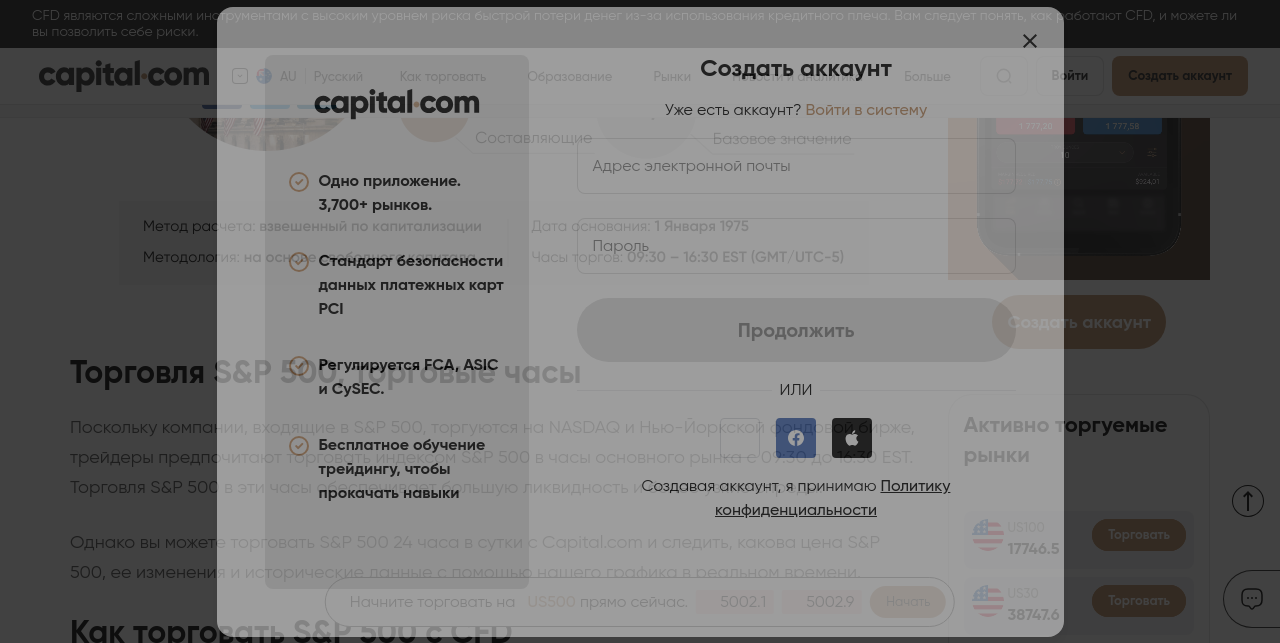 CFD являются сложными инструментами с высоким уровнем риска быстрой потери денег из-за использования кредитного плеча. Вам следует понять, как работают CFD, и можете ли
вы позволить себе риски.
capital.com
AU
Русский
Как торговать
Образование
Рынки
Новости и аналитика
Больше
Войти
Создать аккаунт
Создать аккаунт
Уже есть аккаунт? Войти в систему
Адрес электронной почты
Пароль
Продолжить
ИЛИ
Создавая аккаунт, я принимаю Политику
конфиденциальности
capital.com
Одно приложение.
3,700+ рынков.
Стандарт безопасности
данных платежных карт
PCI
Регулируется FCA, ASIC
и CySEC.
Бесплатное обучение
трейдингу, чтобы
прокачать навыки
Составляющие
Базовое значение
Метод расчета: взвешенный по капитализации
Дата основания: 1 Января 1975
Методология: на основе свободного капитала
Часы торгов: 09:30 – 16:30 EST (GMT/UTC-5)
Создать аккаунт
Торговля S&P 500: торговые часы
Поскольку компании, входящие в S&P 500, торгуются на NASDAQ и Нью-Йоркской фондовой бирже,
трейдеры предпочитают торговать индексом S&P 500 в часы основного рынка с 09:30 до 16:30 EST.
Торговля S&P 500 в эти часы обеспечивает большую ликвидность и
Однако вы можете торговать S&P 500 24 часа в сутки с Capital.com и следить, какова цена S&P
500, ее изменения и исторические данные с помощью нашего графика в реальном времени.
Как торговать S&P 500 с CFD
Активно торгуемые
рынки
US100
17746.5
Торговать
US30
38747.6
Торговать
Начните торговать на US500 прямо сейчас.
5002.1
5002.9
Начать